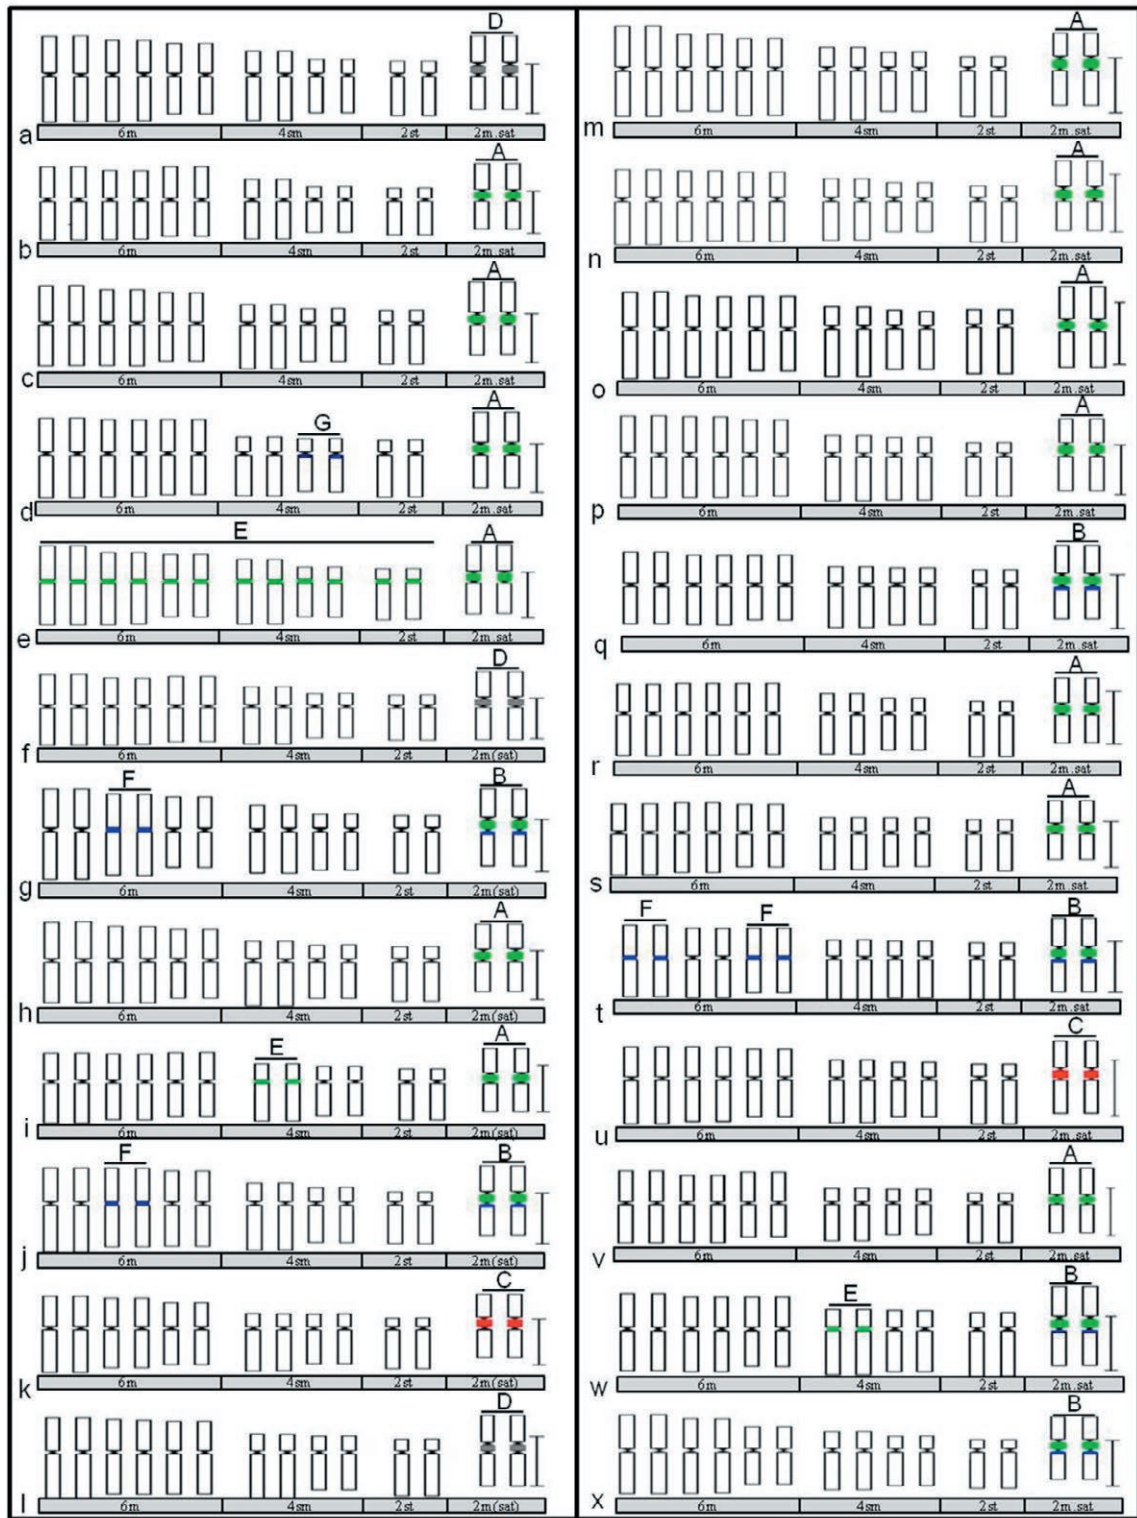 D
a 6m 4sm 2st 2m.sat
A
b 6m 4sm 2st 2m.sat
A
c 6m 4sm 2st 2m.sat
A
G
d 6m 4sm 2st 2m.sat
E A
e 6m 4sm 2st 2m.sat
D
f 6m 4sm 2st 2m(sat)
F B
g 6m 4sm 2st 2m(sat)
A
h 6m 4sm 2st 2m(sat)
E A
i 6m 4sm 2st 2m(sat)
F B
j 6m 4sm 2st 2m(sat)
C
k 6m 4sm 2st 2m(sat)
D
l 6m 4sm 2st 2m(sat)
A
m 6m 4sm 2st 2m.sat
A
n 6m 4sm 2st 2m.sat
A
o 6m 4sm 2st 2m.sat
A
p 6m 4sm 2st 2m.sat
B
q 6m 4sm 2st 2m.sat
A
r 6m 4sm 2st 2m.sat
A
s 6m 4sm 2st 2m.sat
F F B
t 6m 4sm 2st 2m.sat
C
u 6m 4sm 2st 2m.sat
A
v 6m 4sm 2st 2m.sat
E B
w 6m 4sm 2st 2m.sat
B
x 6m 4sm 2st 2m.sat